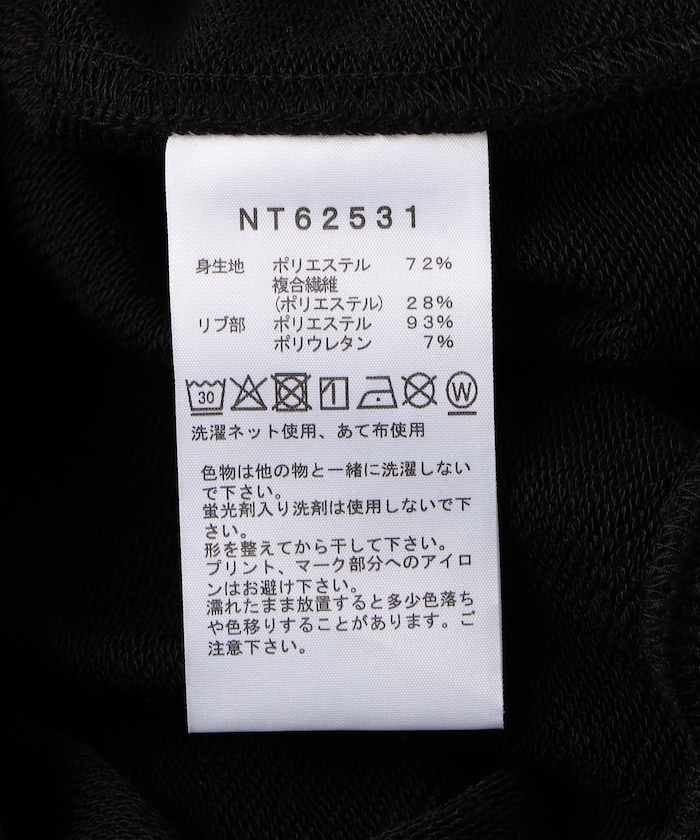 NT62531
身生地 ポリエステル 72%
複合繊維
(ポリエステル) 28%
リブ部 ポリエステル 93%
ポリウレタン 7%
30 W
洗濯ネット使用、あて布使用
色物は他の物と一緒に洗濯しない
で下さい。
蛍光剤入り洗剤は使用しないで下
さい。
形を整えてから干して下さい。
プリント、マーク部分へのアイロ
ンはお避け下さい。
濡れたまま放置すると多少色落ち
や色移りすることがあります。ご
注意下さい。